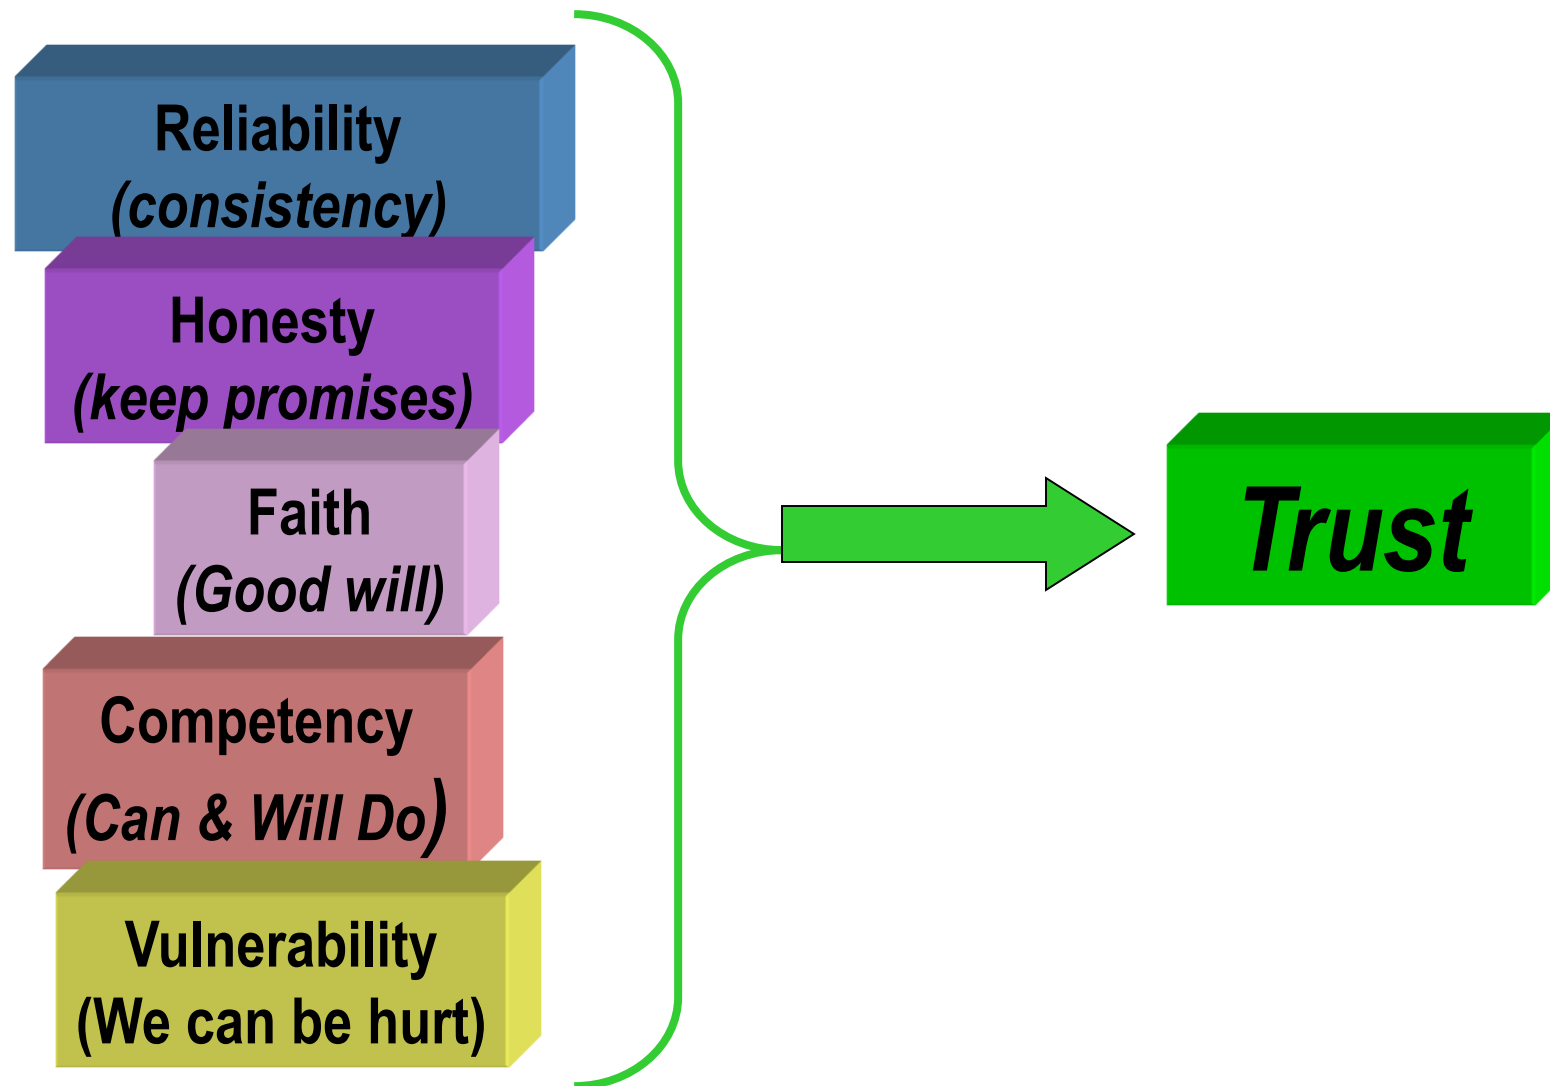 Reliability
(consistency)
Honesty
(keep promises)
Faith
(Good will)
Competency
(Can & Will Do)
Vulnerability
(We can be hurt)
Trust